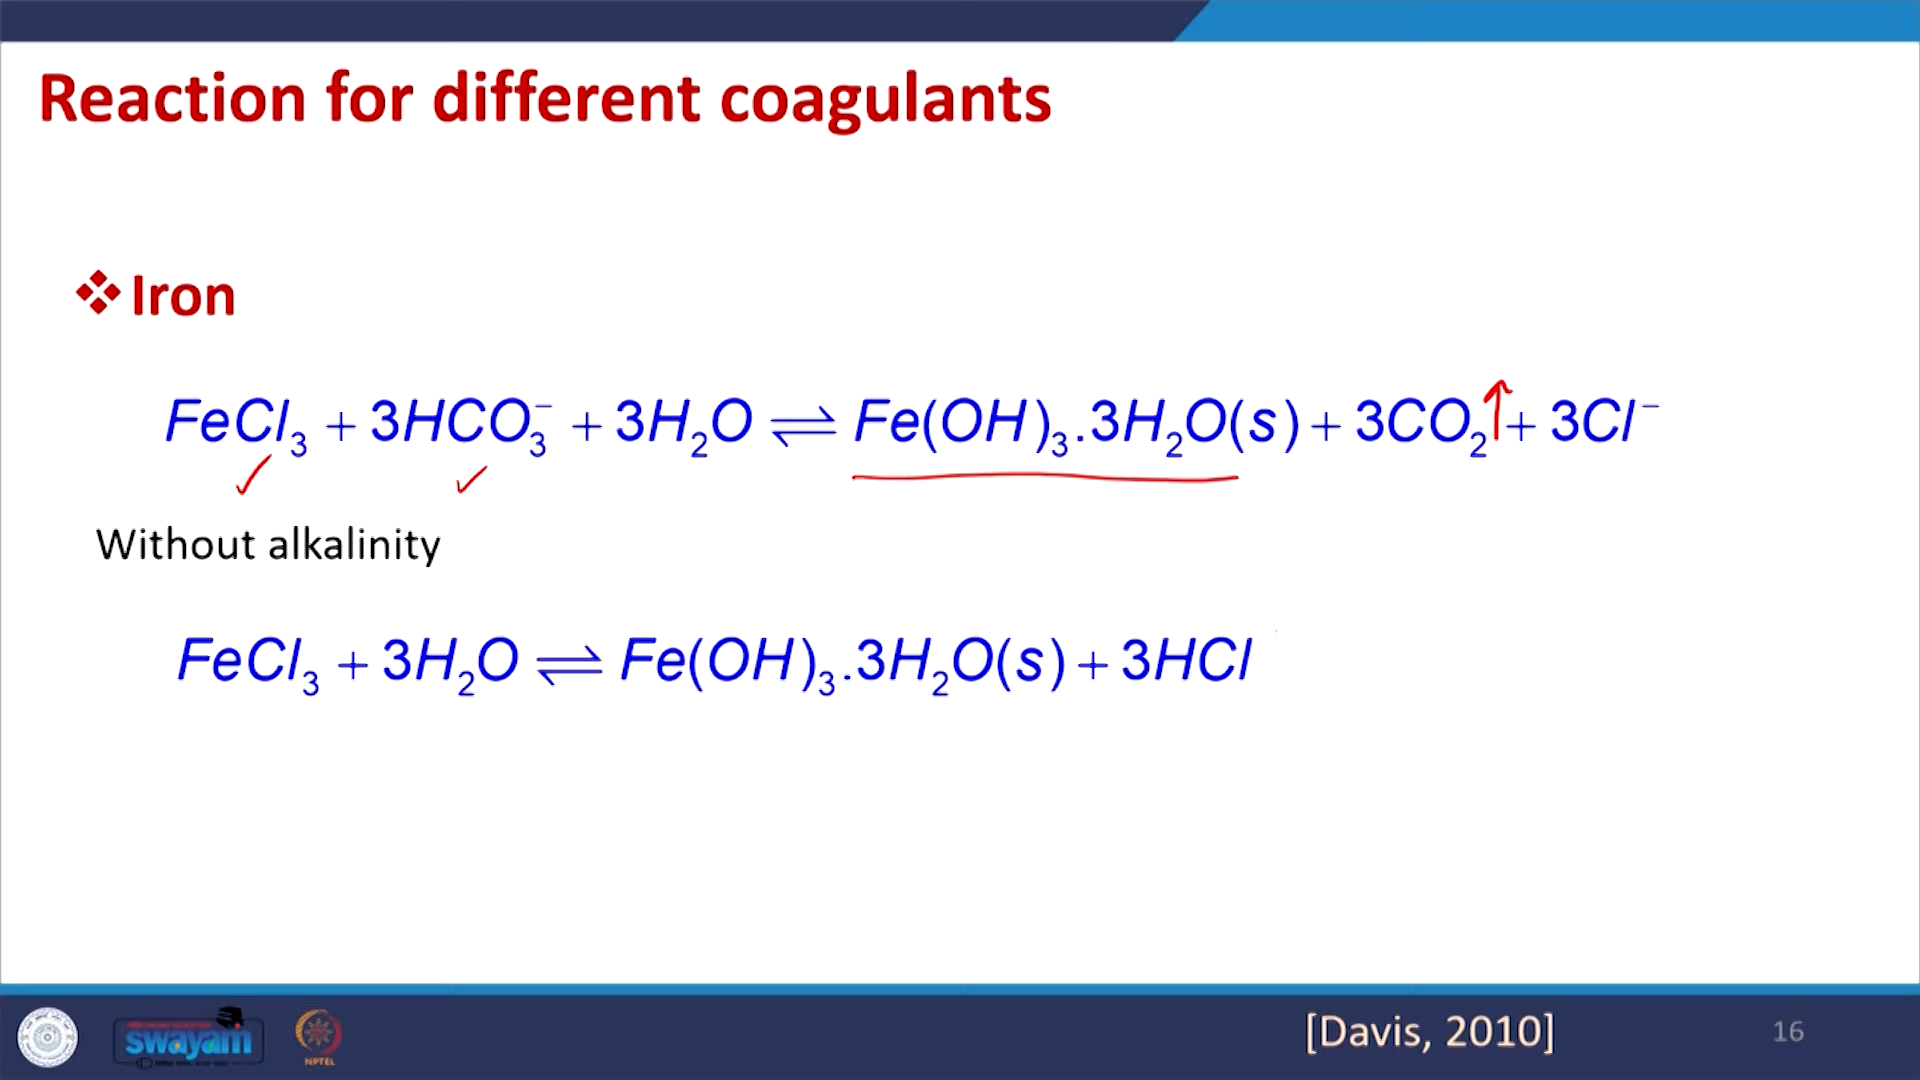 Reaction for different coagulants
❖Iron
FeCl₃ + 3HCO₃⁻ + 3H₂O ⇌ Fe(OH)₃.3H₂O(s) + 3CO₂↑ + 3Cl⁻
Without alkalinity
FeCl₃ + 3H₂O ⇌ Fe(OH)₃.3H₂O(s) + 3HCl
swayam
NPTEL
[Davis, 2010]
16